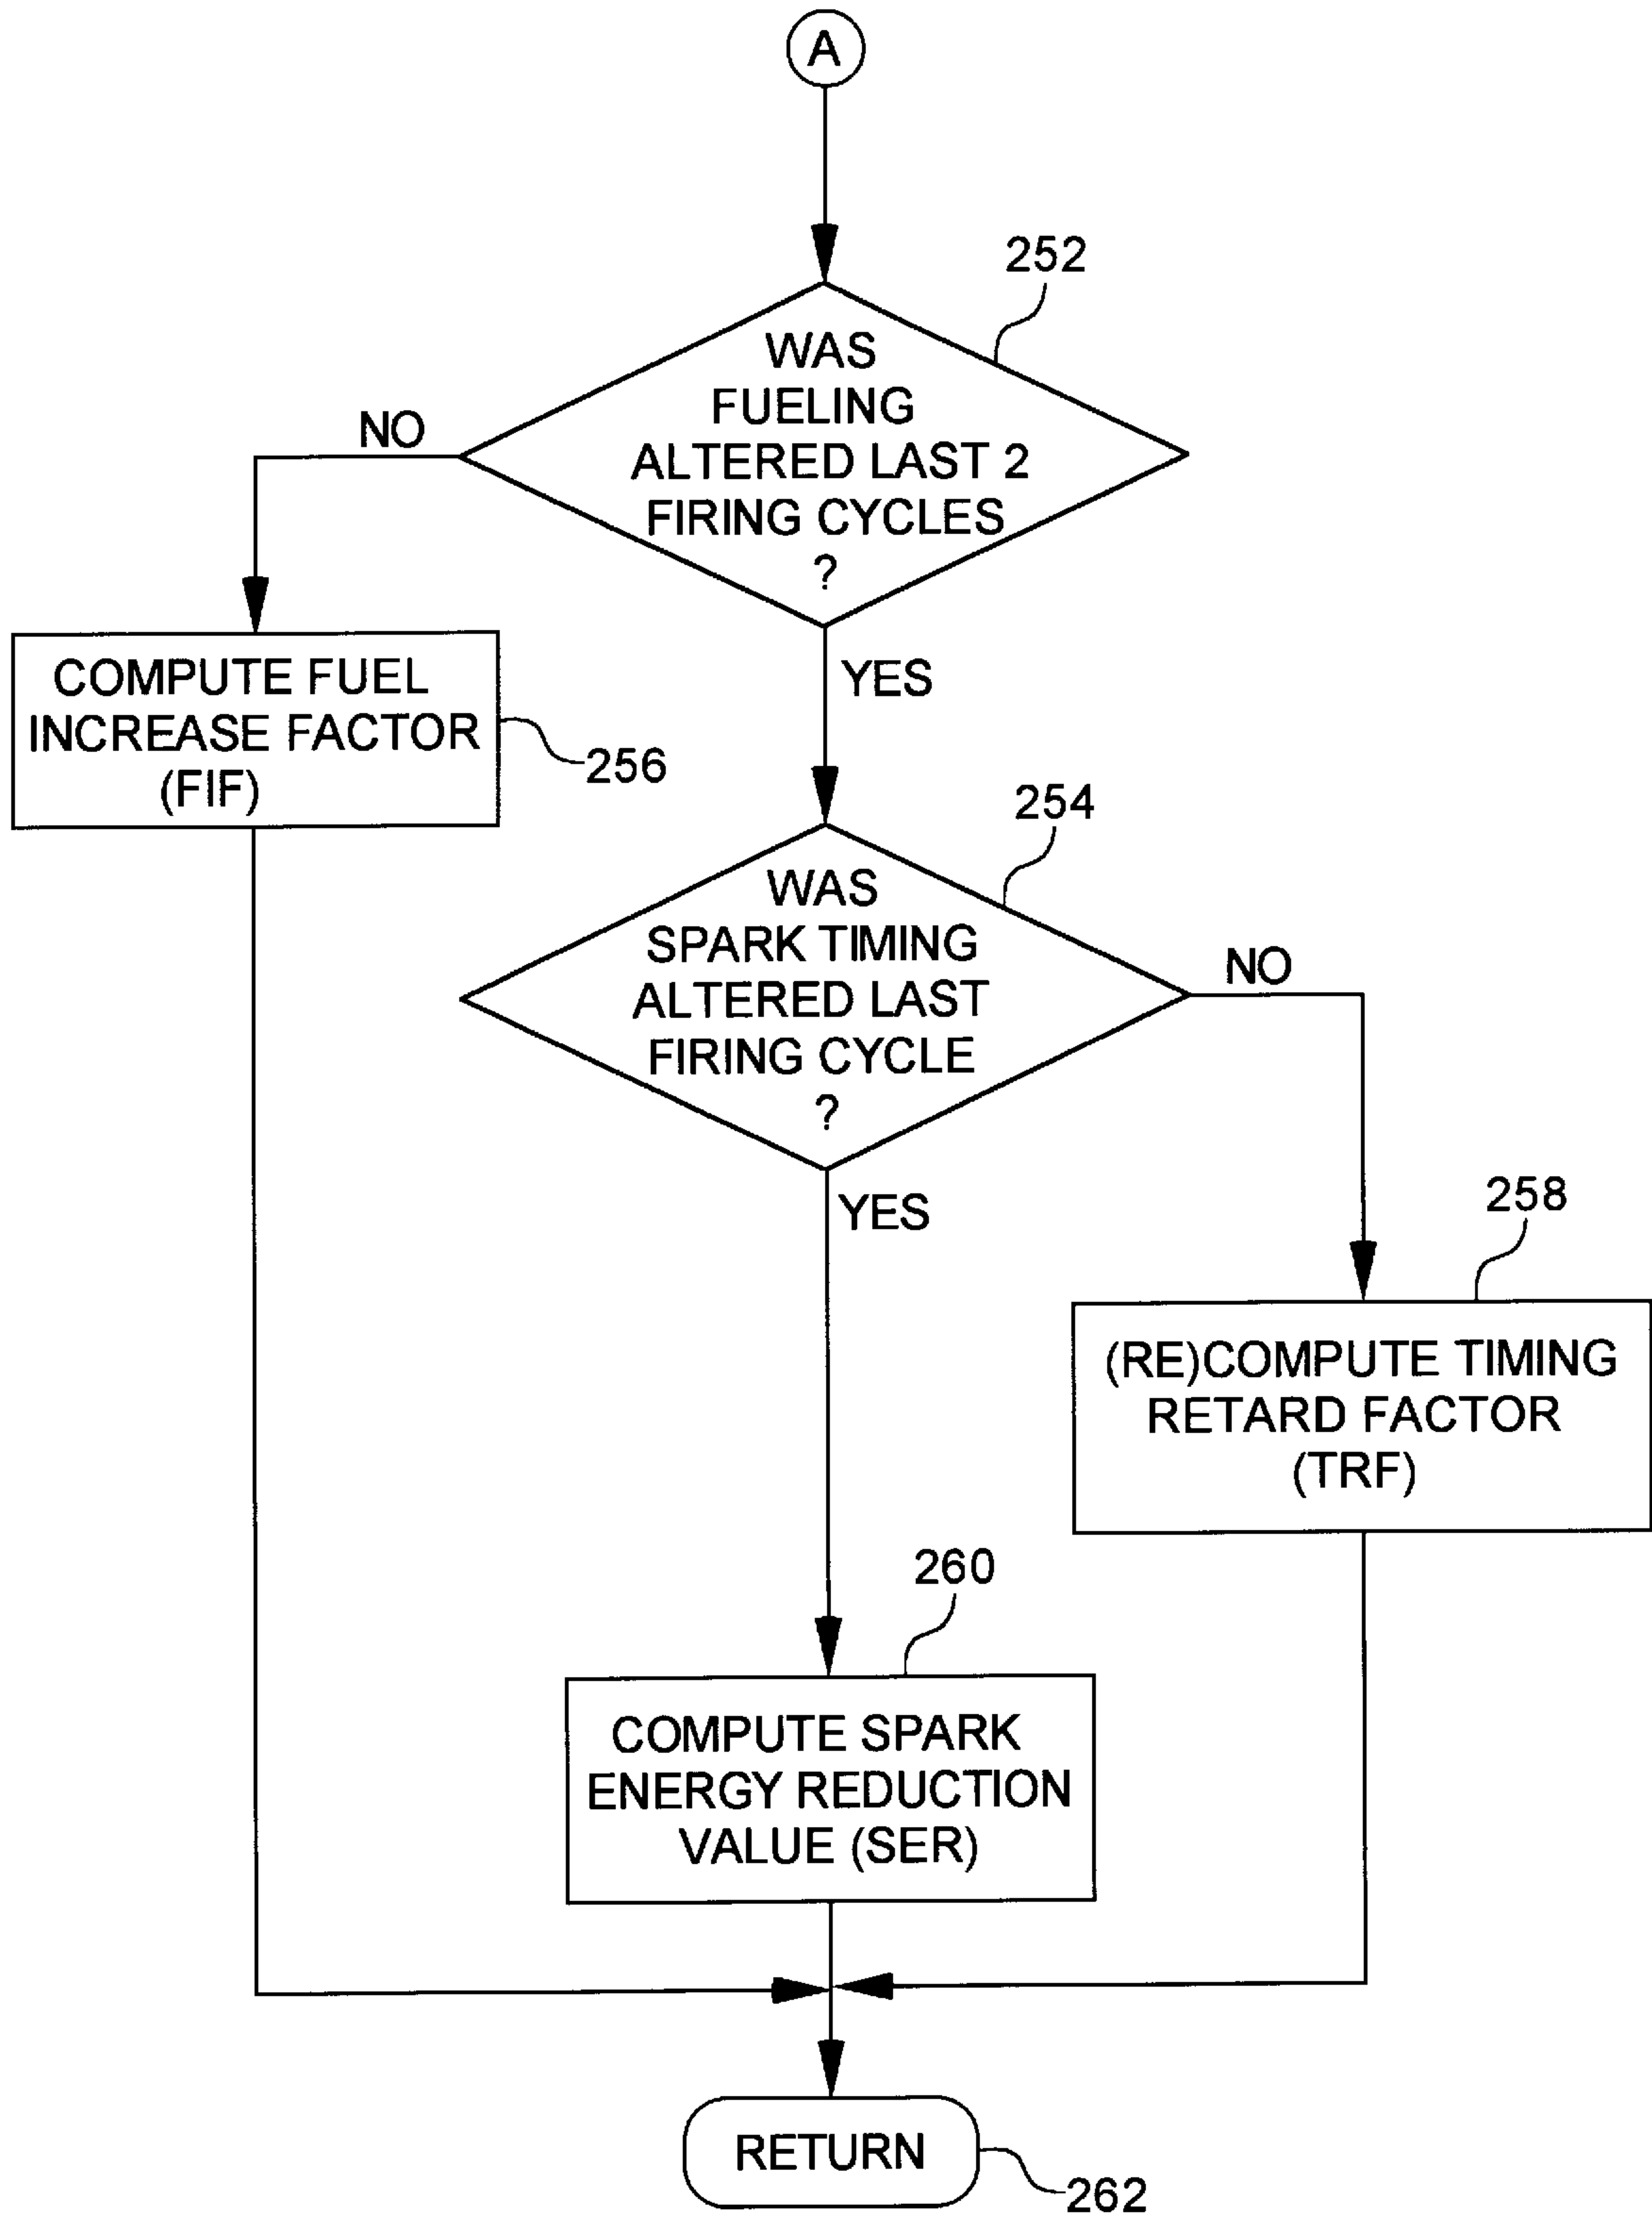 A
252
WAS
FUELING
ALTERED LAST 2
FIRING CYCLES
?
NO
YES
COMPUTE FUEL
INCREASE FACTOR
(FIF)
256
254
WAS
SPARK TIMING
ALTERED LAST
FIRING CYCLE
?
NO
YES
258
(RE)COMPUTE TIMING
RETARD FACTOR
(TRF)
260
COMPUTE SPARK
ENERGY REDUCTION
VALUE (SER)
RETURN
262